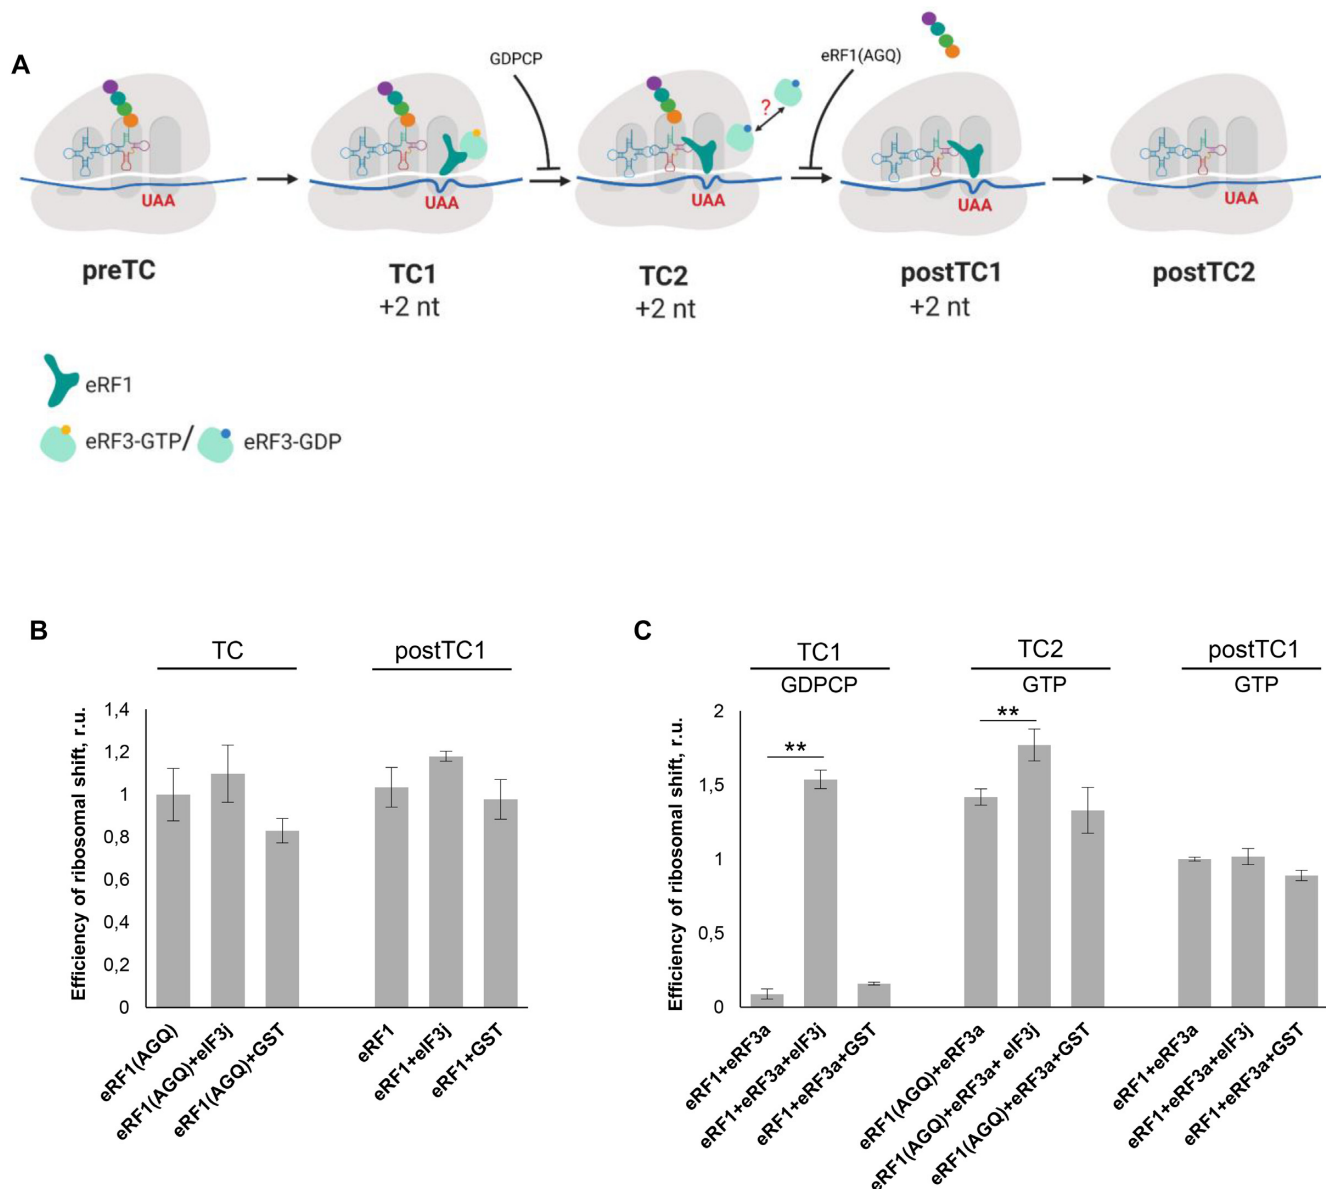 A
GDPCP
eRF1(AGQ)
?
UAA
UAA
UAA
UAA
UAA
preTC
TC1
+2 nt
TC2
+2 nt
postTC1
+2 nt
postTC2
eRF1
eRF3-GTP/ eRF3-GDP
B
TC
postTC1
Efficiency of ribosomal shift, r.u.
1,4
1,2
1
0,8
0,6
0,4
0,2
0
eRF1(AGQ)
eRF1(AGQ)+eIF3j
eRF1(AGQ)+GST
eRF1
eRF1+eIF3j
eRF1+GST
C
TC1
GDPCP
TC2
GTP
postTC1
GTP
Efficiency of ribosomal shift, r.u.
2
1,5
1
0,5
0
**
**
eRF1+eRF3a
eRF1+eRF3a+eIF3j
eRF1+eRF3a+GST
eRF1(AGQ)+eRF3a
eRF1(AGQ)+eRF3a+ eIF3j
eRF1(AGQ)+eRF3a+GST
eRF1+eRF3a
eRF1+eRF3a+eIF3j
eRF1+eRF3a+GST